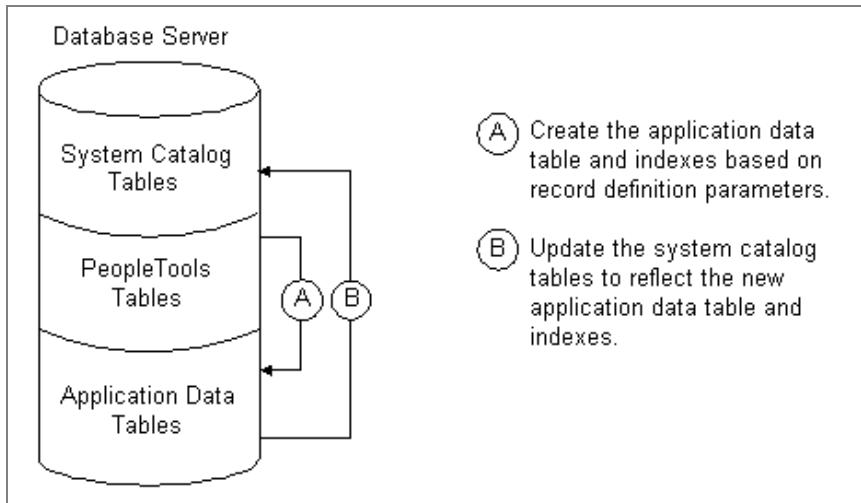 Database Server
System Catalog
Tables
PeopleTools
Tables
Application Data
Tables
A
B
A Create the application data
table and indexes based on
record definition parameters.
B Update the system catalog
tables to reflect the new
application data table and
indexes.